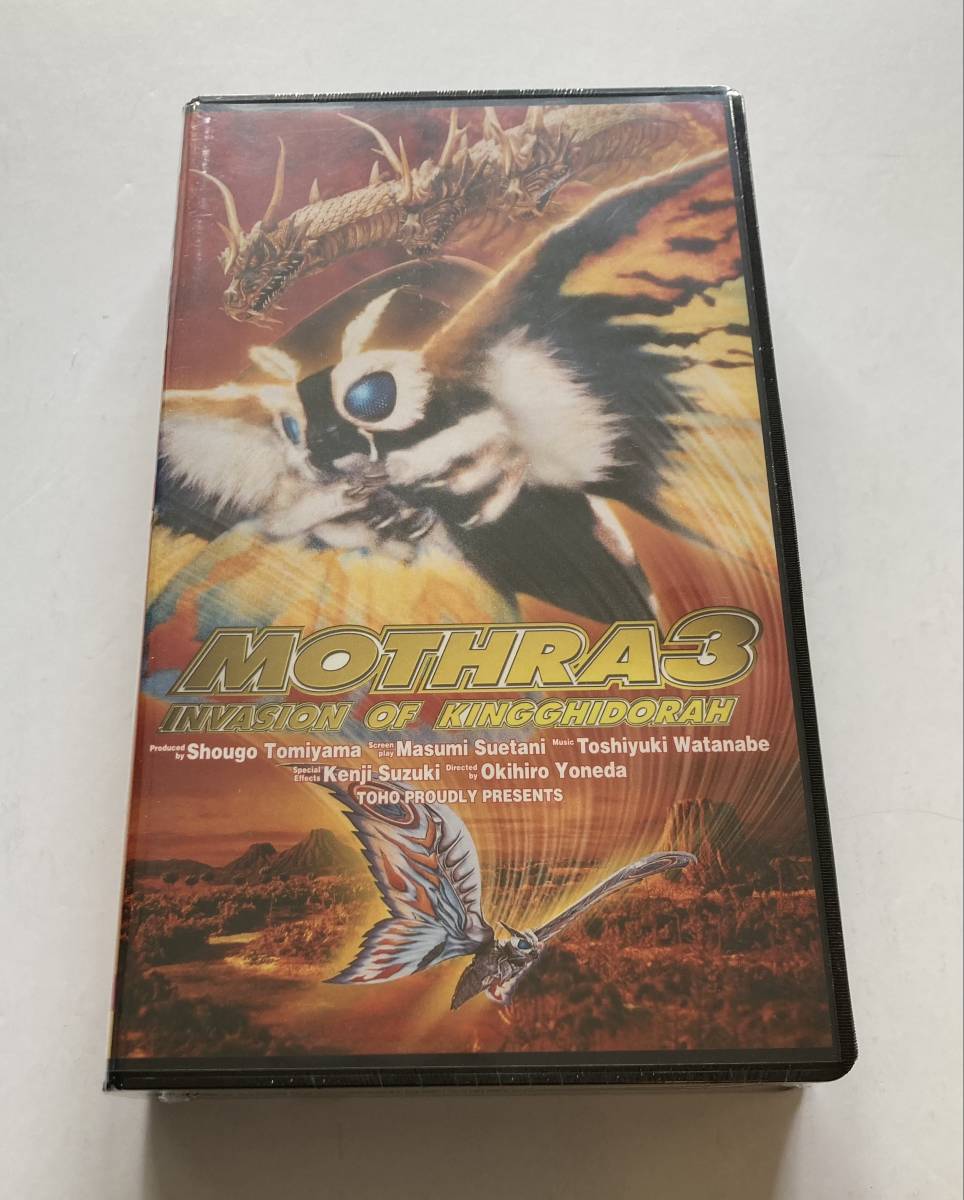 MOTHRA3
INVASION OF KINGGHIDORAH
Produced by Shougo Tomiyama Screen play Masumi Suetani Music Toshiyuki Watanabe
Special Effects Kenji Suzuki Directed by Okihiro Yoneda
TOHO PROUDLY PRESENTS